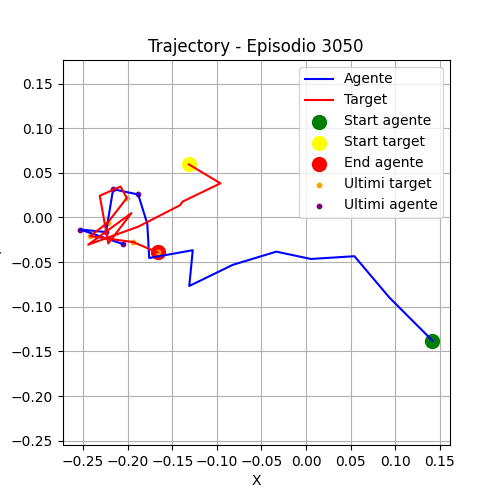 Trajectory - Episodio 3050
Agente
Target
Start agente
Start target
End agente
Ultimi target
Ultimi agente
0.15
0.10
0.05
0.00
−0.05
−0.10
−0.15
−0.20
−0.25
−0.25 −0.20 −0.15 −0.10 −0.05 0.00 0.05 0.10 0.15
X